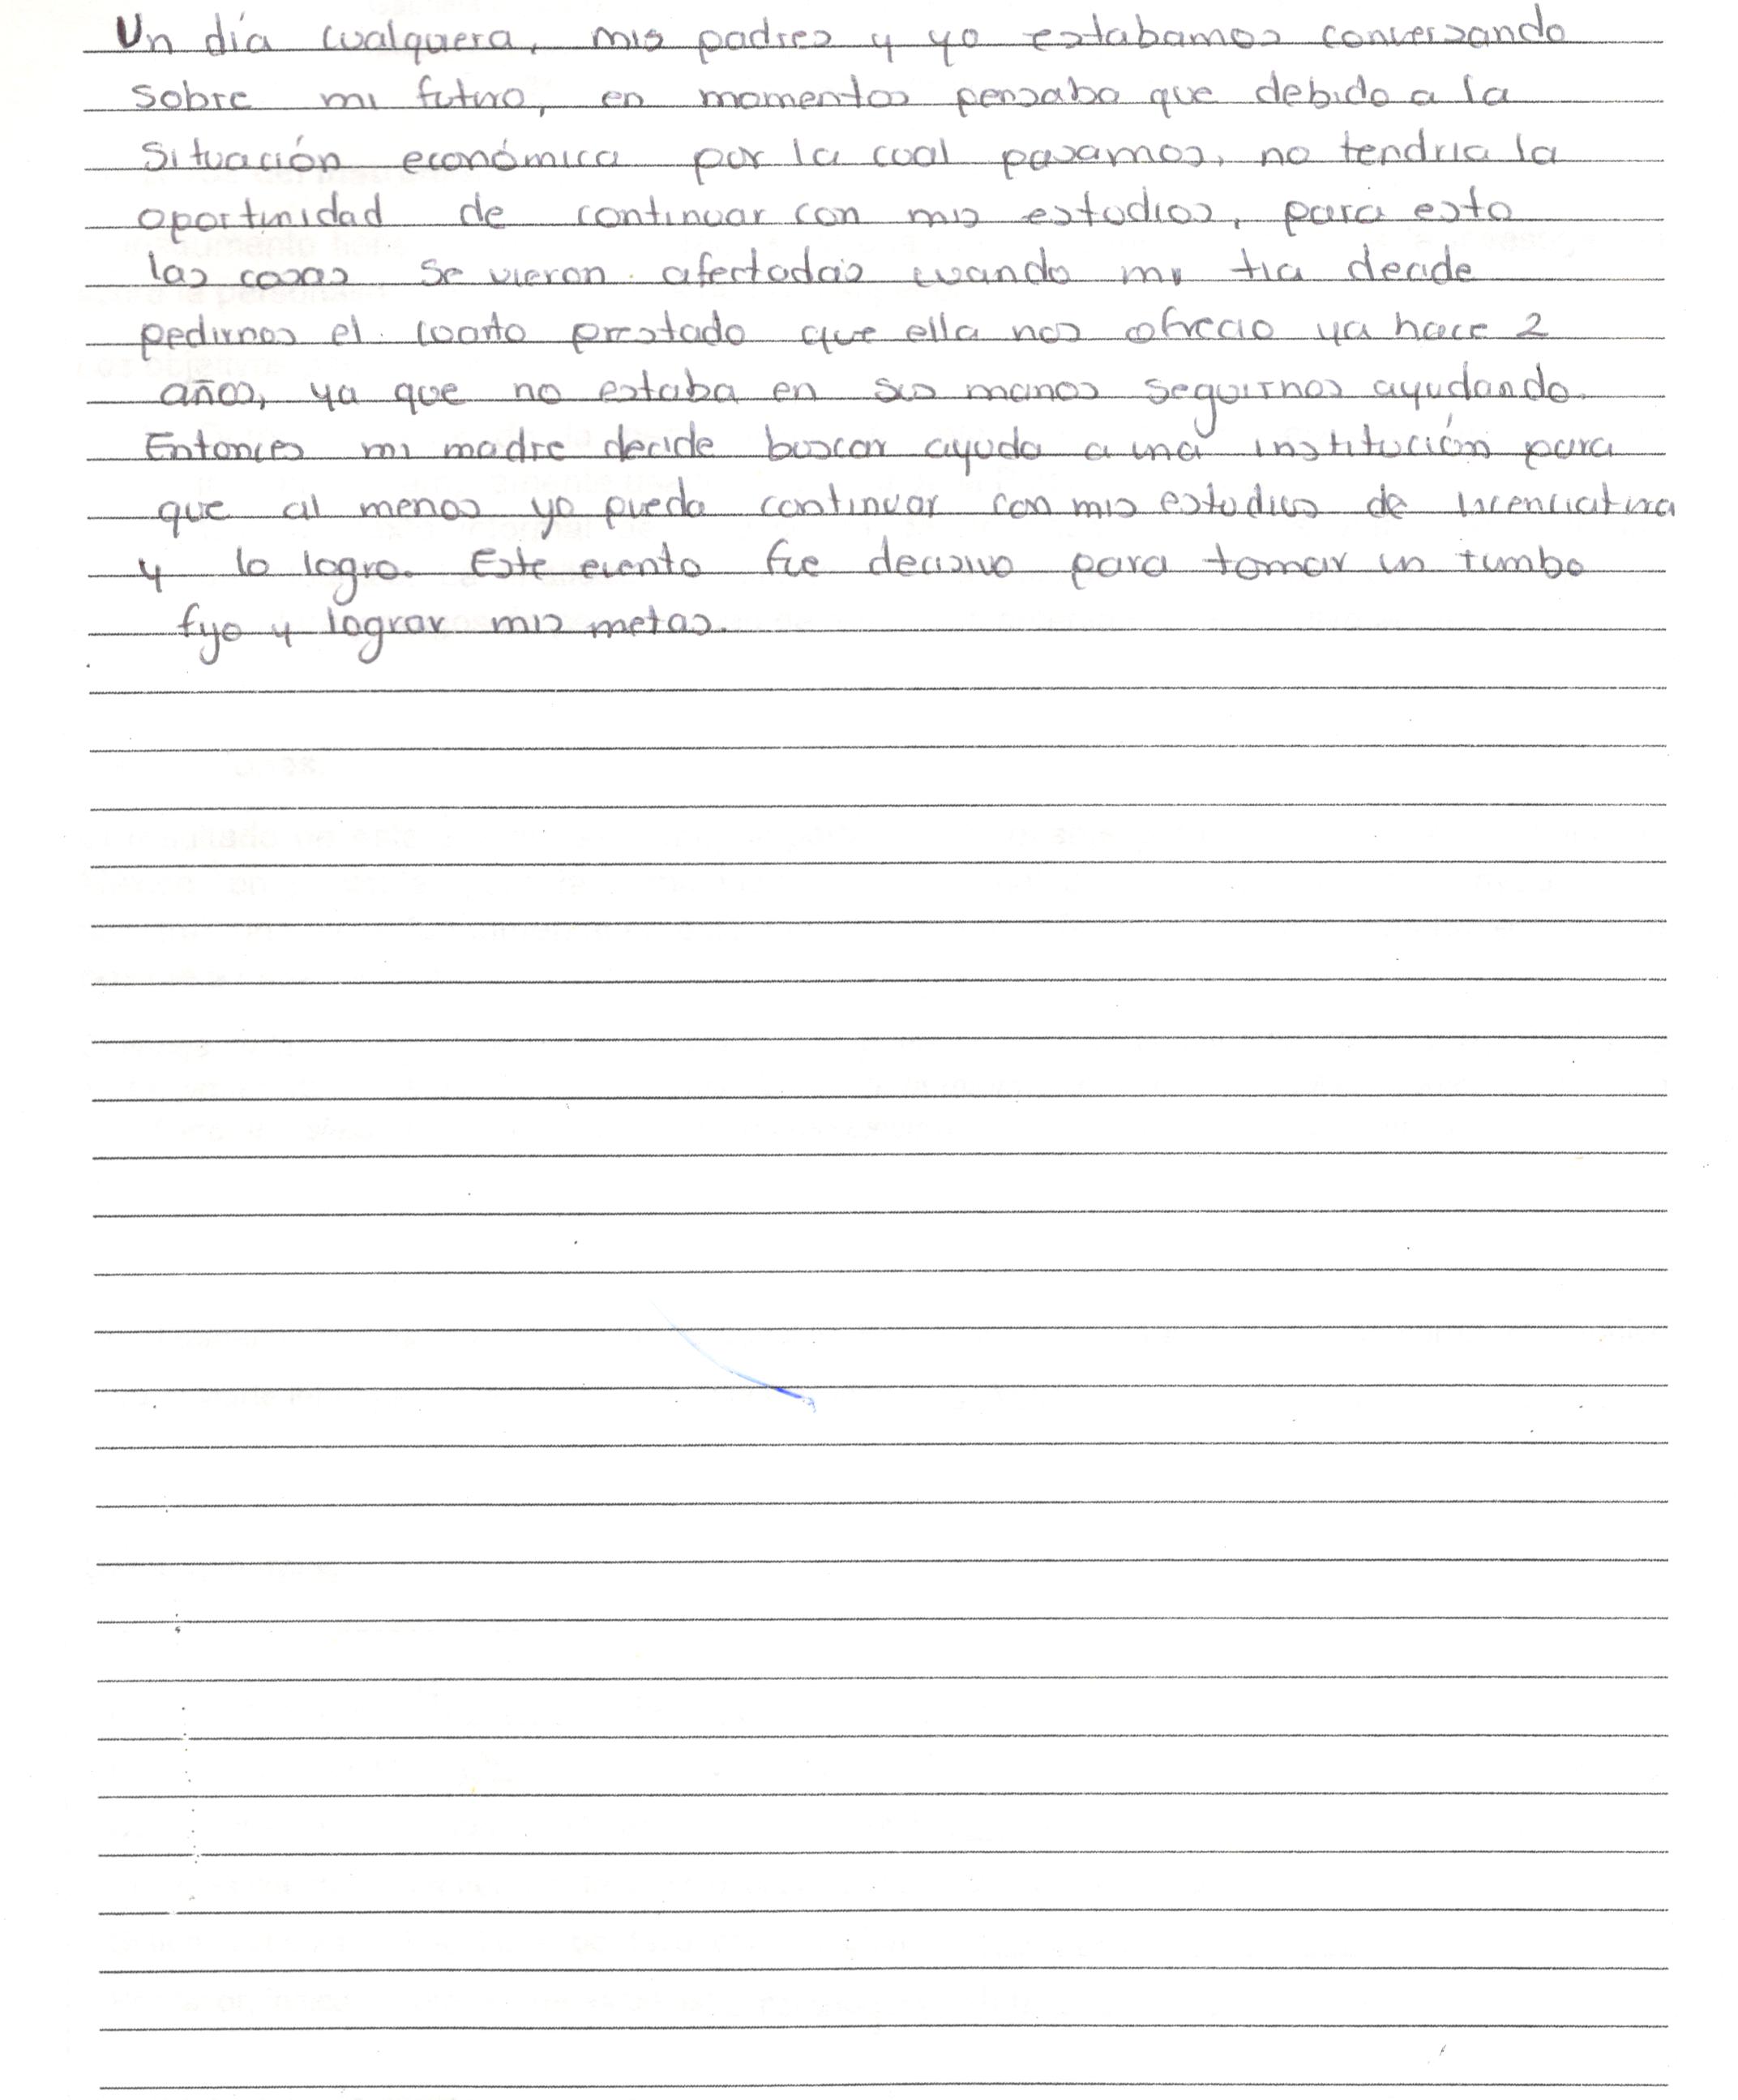 Un día cualquera, mis padres y yo estabamos conversando
sobre mi futuro, en momentos pensaba que debido a la
situación económica por la cual pasamos, no tendria la
oportunidad de continuar con mis estudios, para esto
las cosas se vieron afectadas cuando mi tia decide
pedirnos el cuarto prestado que ella nos ofrecio ya hace 2
años, ya que no estaba en sus manos seguirnos ayudando.
Entonces mi madre decide buscar ayuda a una institución para
que al menos yo pueda continuar con mis estudios de licenciatura
y lo logro. Este evento fue decisivo para tomar un tumbo
fijo y lograr mis metas.